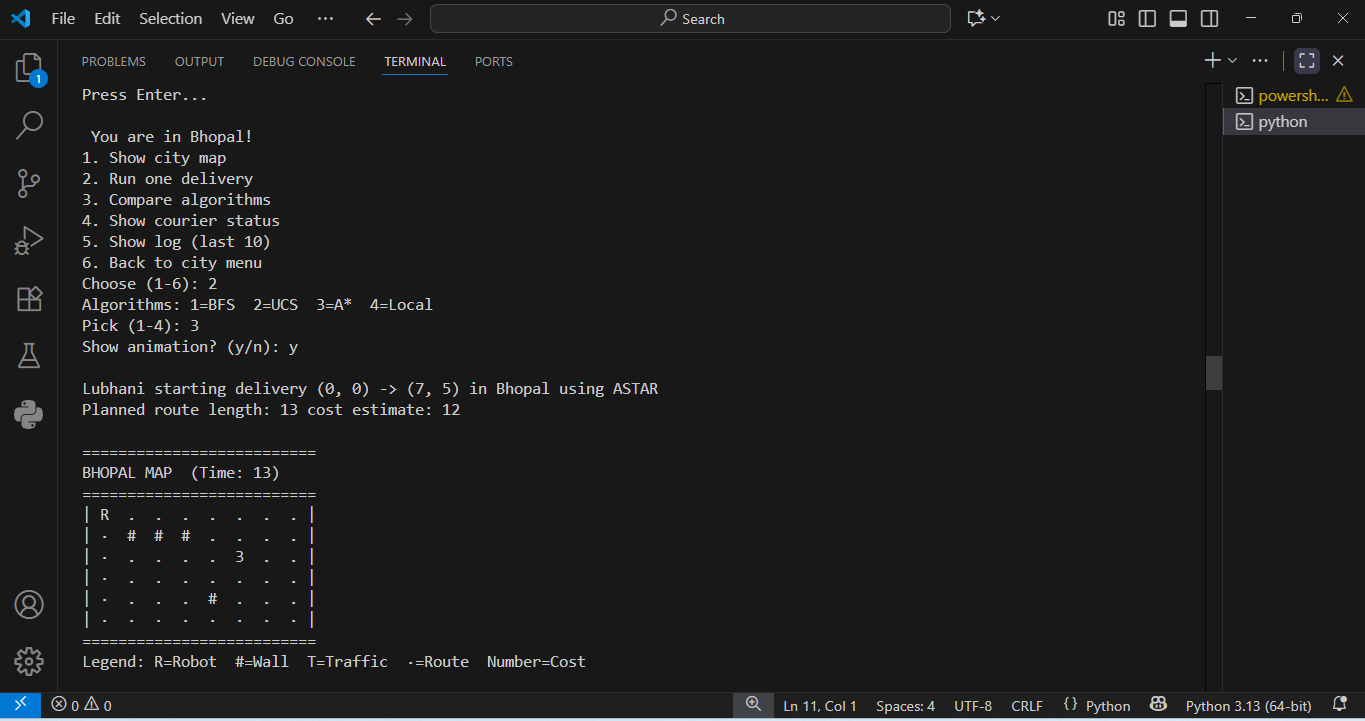 File Edit Selection View Go ··· Search
1
PROBLEMS OUTPUT DEBUG CONSOLE TERMINAL PORTS
powersh...
python
Press Enter...
You are in Bhopal!
1. Show city map
2. Run one delivery
3. Compare algorithms
4. Show courier status
5. Show log (last 10)
6. Back to city menu
Choose (1-6): 2
Algorithms: 1=BFS  2=UCS  3=A*  4=Local
Pick (1-4): 3
Show animation? (y/n): y
Lubhani starting delivery (0, 0) -> (7, 5) in Bhopal using ASTAR
Planned route length: 13 cost estimate: 12
==========================
BHOPAL MAP  (Time: 13)
==========================
| R  .  .  .  .  .  .  . |
| ·  #  #  #  .  .  .  . |
| ·  .  .  .  .  3  .  . |
| ·  .  .  .  .  .  .  . |
| ·  .  .  .  #  .  .  . |
| ·  ·  ·  ·  ·  ·  ·  · |
==========================
Legend: R=Robot  #=Wall  T=Traffic  ·=Route  Number=Cost
0 0 Ln 11, Col 1 Spaces: 4 UTF-8 CRLF {} Python Python 3.13 (64-bit)